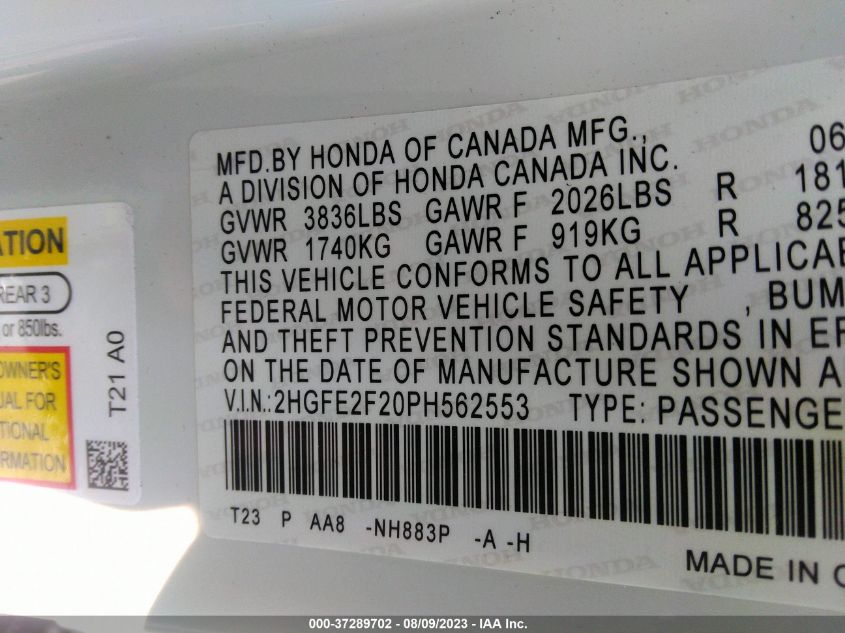 ATION
REAR 3
or 850lbs.
OWNER'S
UAL FOR
TIONAL
RMATION
T21 A0
MFD.BY HONDA OF CANADA MFG., 06
A DIVISION OF HONDA CANADA INC.
GVWR 3836LBS GAWR F 2026LBS R 181
GVWR 1740KG GAWR F 919KG R 825
THIS VEHICLE CONFORMS TO ALL APPLICAB
FEDERAL MOTOR VEHICLE SAFETY , BUM
AND THEFT PREVENTION STANDARDS IN EF
ON THE DATE OF MANUFACTURE SHOWN A
V.I.N.:2HGFE2F20PH562553 TYPE: PASSENGE
T23 P AA8 -NH883P -A -H
MADE IN C
000-37289702 - 08/09/2023 - IAA Inc.